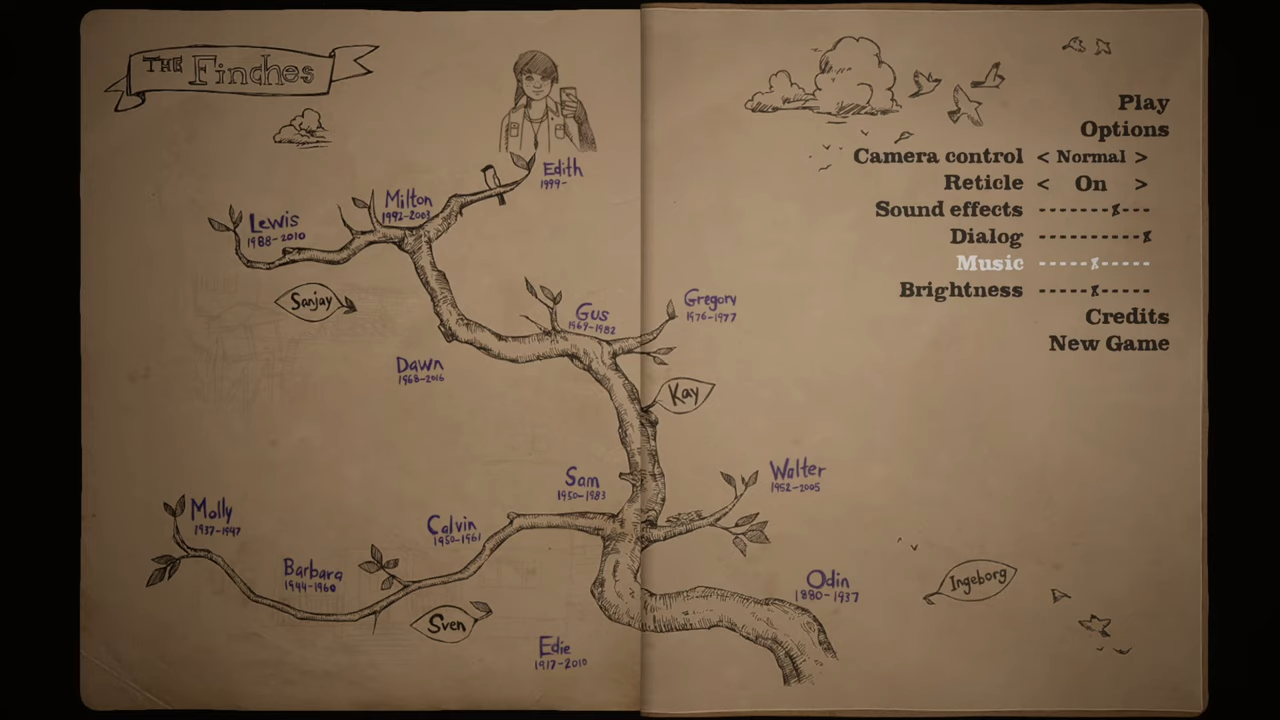 THE Finches
Edith
1999-
Milton
1992-2003
Lewis
1988-2010
Sanjay
Gus
1969-1982
Gregory
1976-1977
Dawn
1968-2016
Kay
Sam
1950-1983
Walter
1952-2005
Molly
1937-1947
Calvin
1950-1961
Barbara
1944-1960
Sven
Edie
1917-2010
Odin
1880-1937
Ingeborg
Play
Options
Camera control < Normal >
Reticle < On >
Sound effects
Dialog
Music
Brightness
Credits
New Game